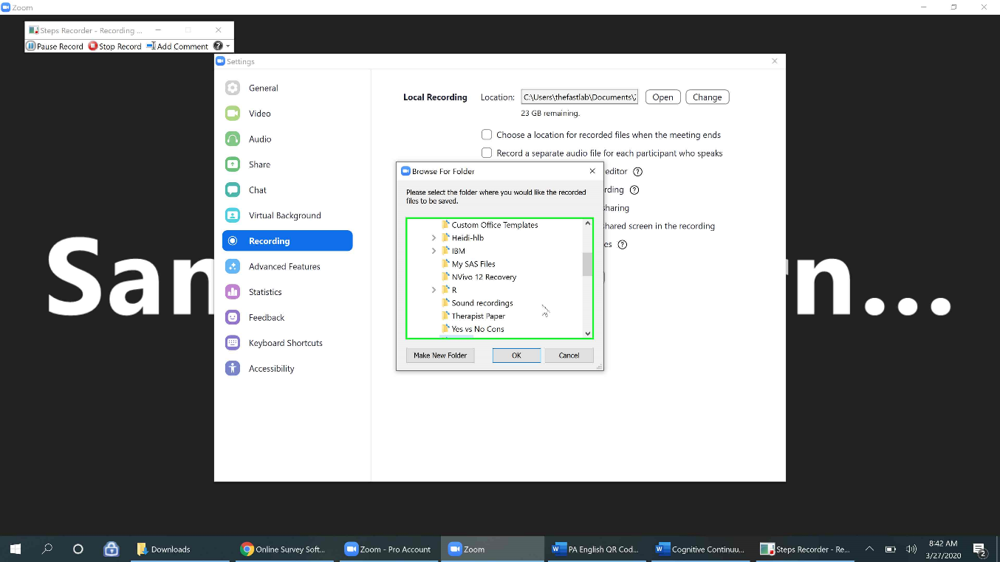 Zoom
Steps Recorder - Recording ...
Pause Record Stop Record Add Comment ?
Settings
General
Video
Audio
Share
Chat
Virtual Background
Recording
Advanced Features
Statistics
Feedback
Keyboard Shortcuts
Accessibility
Local Recording Location: C:\Users\thefastlab\Documents\ Open Change
23 GB remaining.
Choose a location for recorded files when the meeting ends
Record a separate audio file for each participant who speaks
editor ?
rding ?
haring
hared screen in the recording
es ?
Browse For Folder
Please select the folder where you would like the recorded
files to be saved.
Custom Office Templates
Heidi-hlb
IBM
My SAS Files
NVivo 12 Recovery
R
Sound recordings
Therapist Paper
Yes vs No Cons
Make New Folder OK Cancel
San
rn...
Downloads
Online Survey Soft...
Zoom - Pro Account
Zoom
PA English QR Cod...
Cognitive Continuu...
Steps Recorder - Re...
8:42 AM
3/27/2020
2